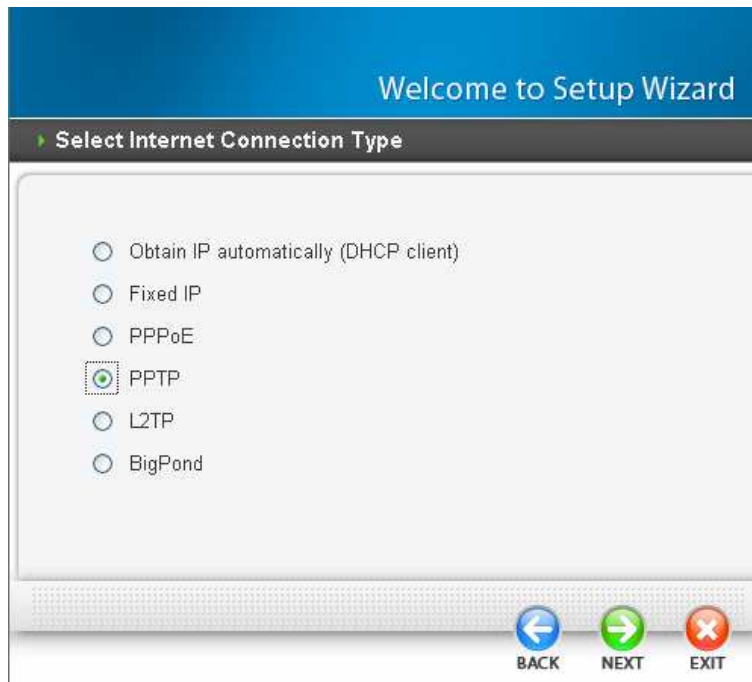 Welcome to Setup Wizard
Select Internet Connection Type
Obtain IP automatically (DHCP client)
Fixed IP
PPPoE
PPTP
L2TP
BigPond
BACK NEXT EXIT